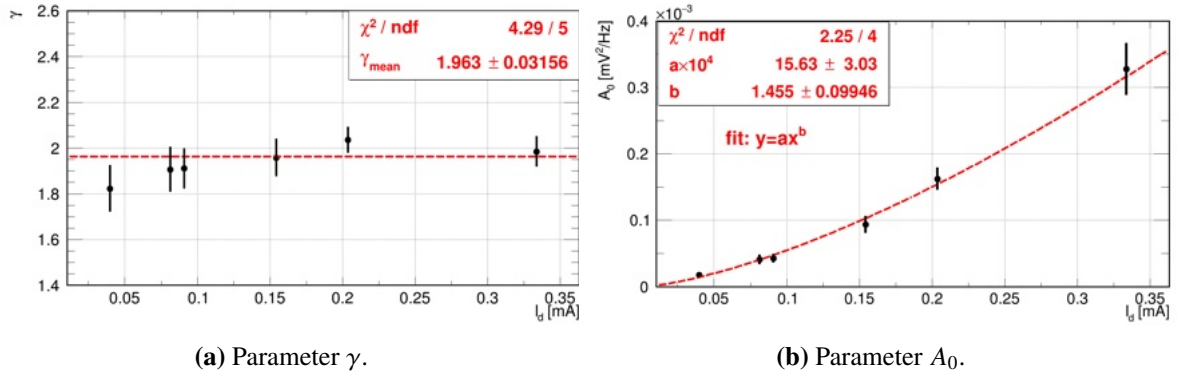 γ
χ² / ndf 4.29 / 5
γmean 1.963 ± 0.03156
2.6
2.4
2.2
2
1.8
1.6
1.4
0.05 0.1 0.15 0.2 0.25 0.3 0.35
I_d [mA]
(a) Parameter γ.
×10⁻³
A₀ [mV²/Hz]
χ² / ndf 2.25 / 4
a×10⁴ 15.63 ± 3.03
b 1.455 ± 0.09946
fit: y=axᵇ
0.4
0.3
0.2
0.1
0
0.05 0.1 0.15 0.2 0.25 0.3 0.35
I_d [mA]
(b) Parameter A₀.